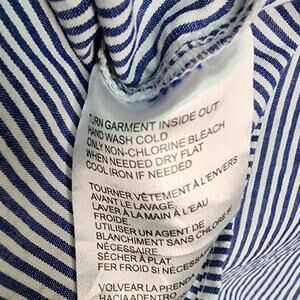 TURN GARMENT INSIDE OUT
HAND WASH COLD
ONLY NON-CHLORINE BLEACH
WHEN NEEDED DRY FLAT
COOL IRON IF NEEDED
TOURNER VÊTEMENT À L'ENVERS
AVANT LE LAVAGE
LAVER À LA MAIN À L'EAU
FROIDE
UTILISER UN AGENT DE
BLANCHIMENT SANS CHLORE SI
NÉCESSAIRE
SÉCHER À PLAT
FER FROID SI NÉCESSAIRE
VOLVEAR LA PRENDA
HACIA ADENTRO